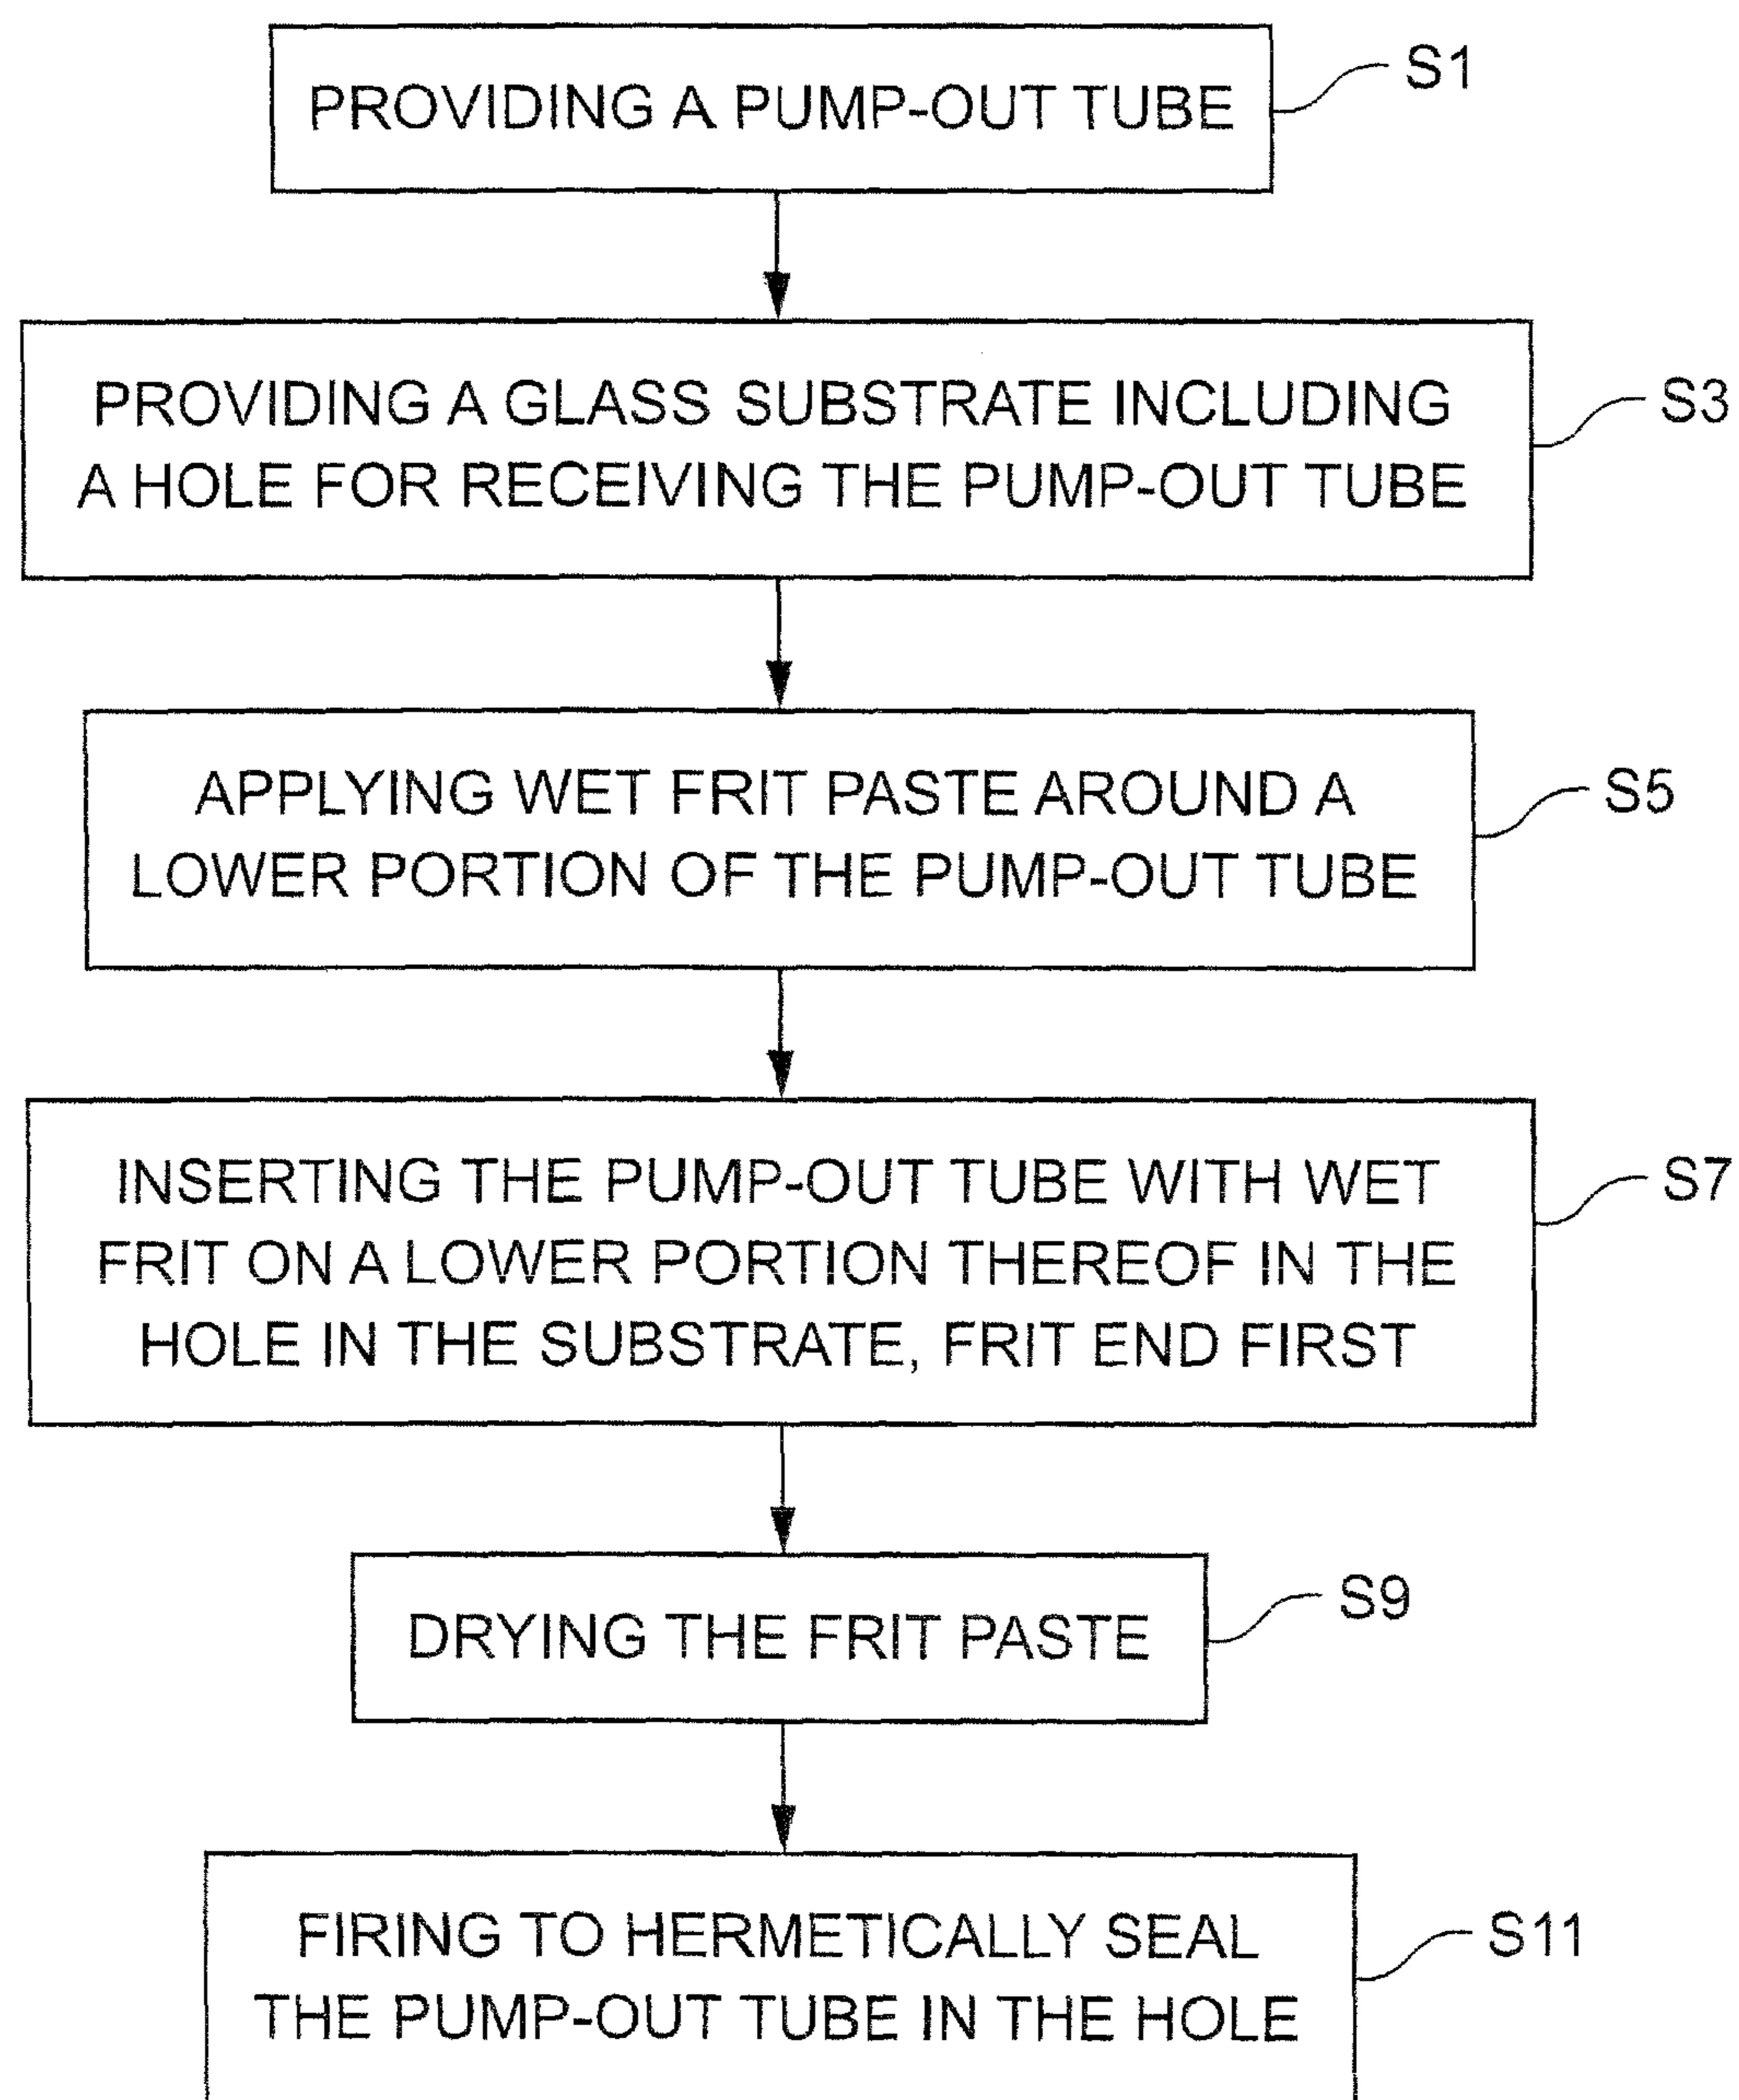 PROVIDING A PUMP-OUT TUBE
S1
PROVIDING A GLASS SUBSTRATE INCLUDING
A HOLE FOR RECEIVING THE PUMP-OUT TUBE
S3
APPLYING WET FRIT PASTE AROUND A
LOWER PORTION OF THE PUMP-OUT TUBE
S5
INSERTING THE PUMP-OUT TUBE WITH WET
FRIT ON A LOWER PORTION THEREOF IN THE
HOLE IN THE SUBSTRATE, FRIT END FIRST
S7
DRYING THE FRIT PASTE
S9
FIRING TO HERMETICALLY SEAL
THE PUMP-OUT TUBE IN THE HOLE
S11